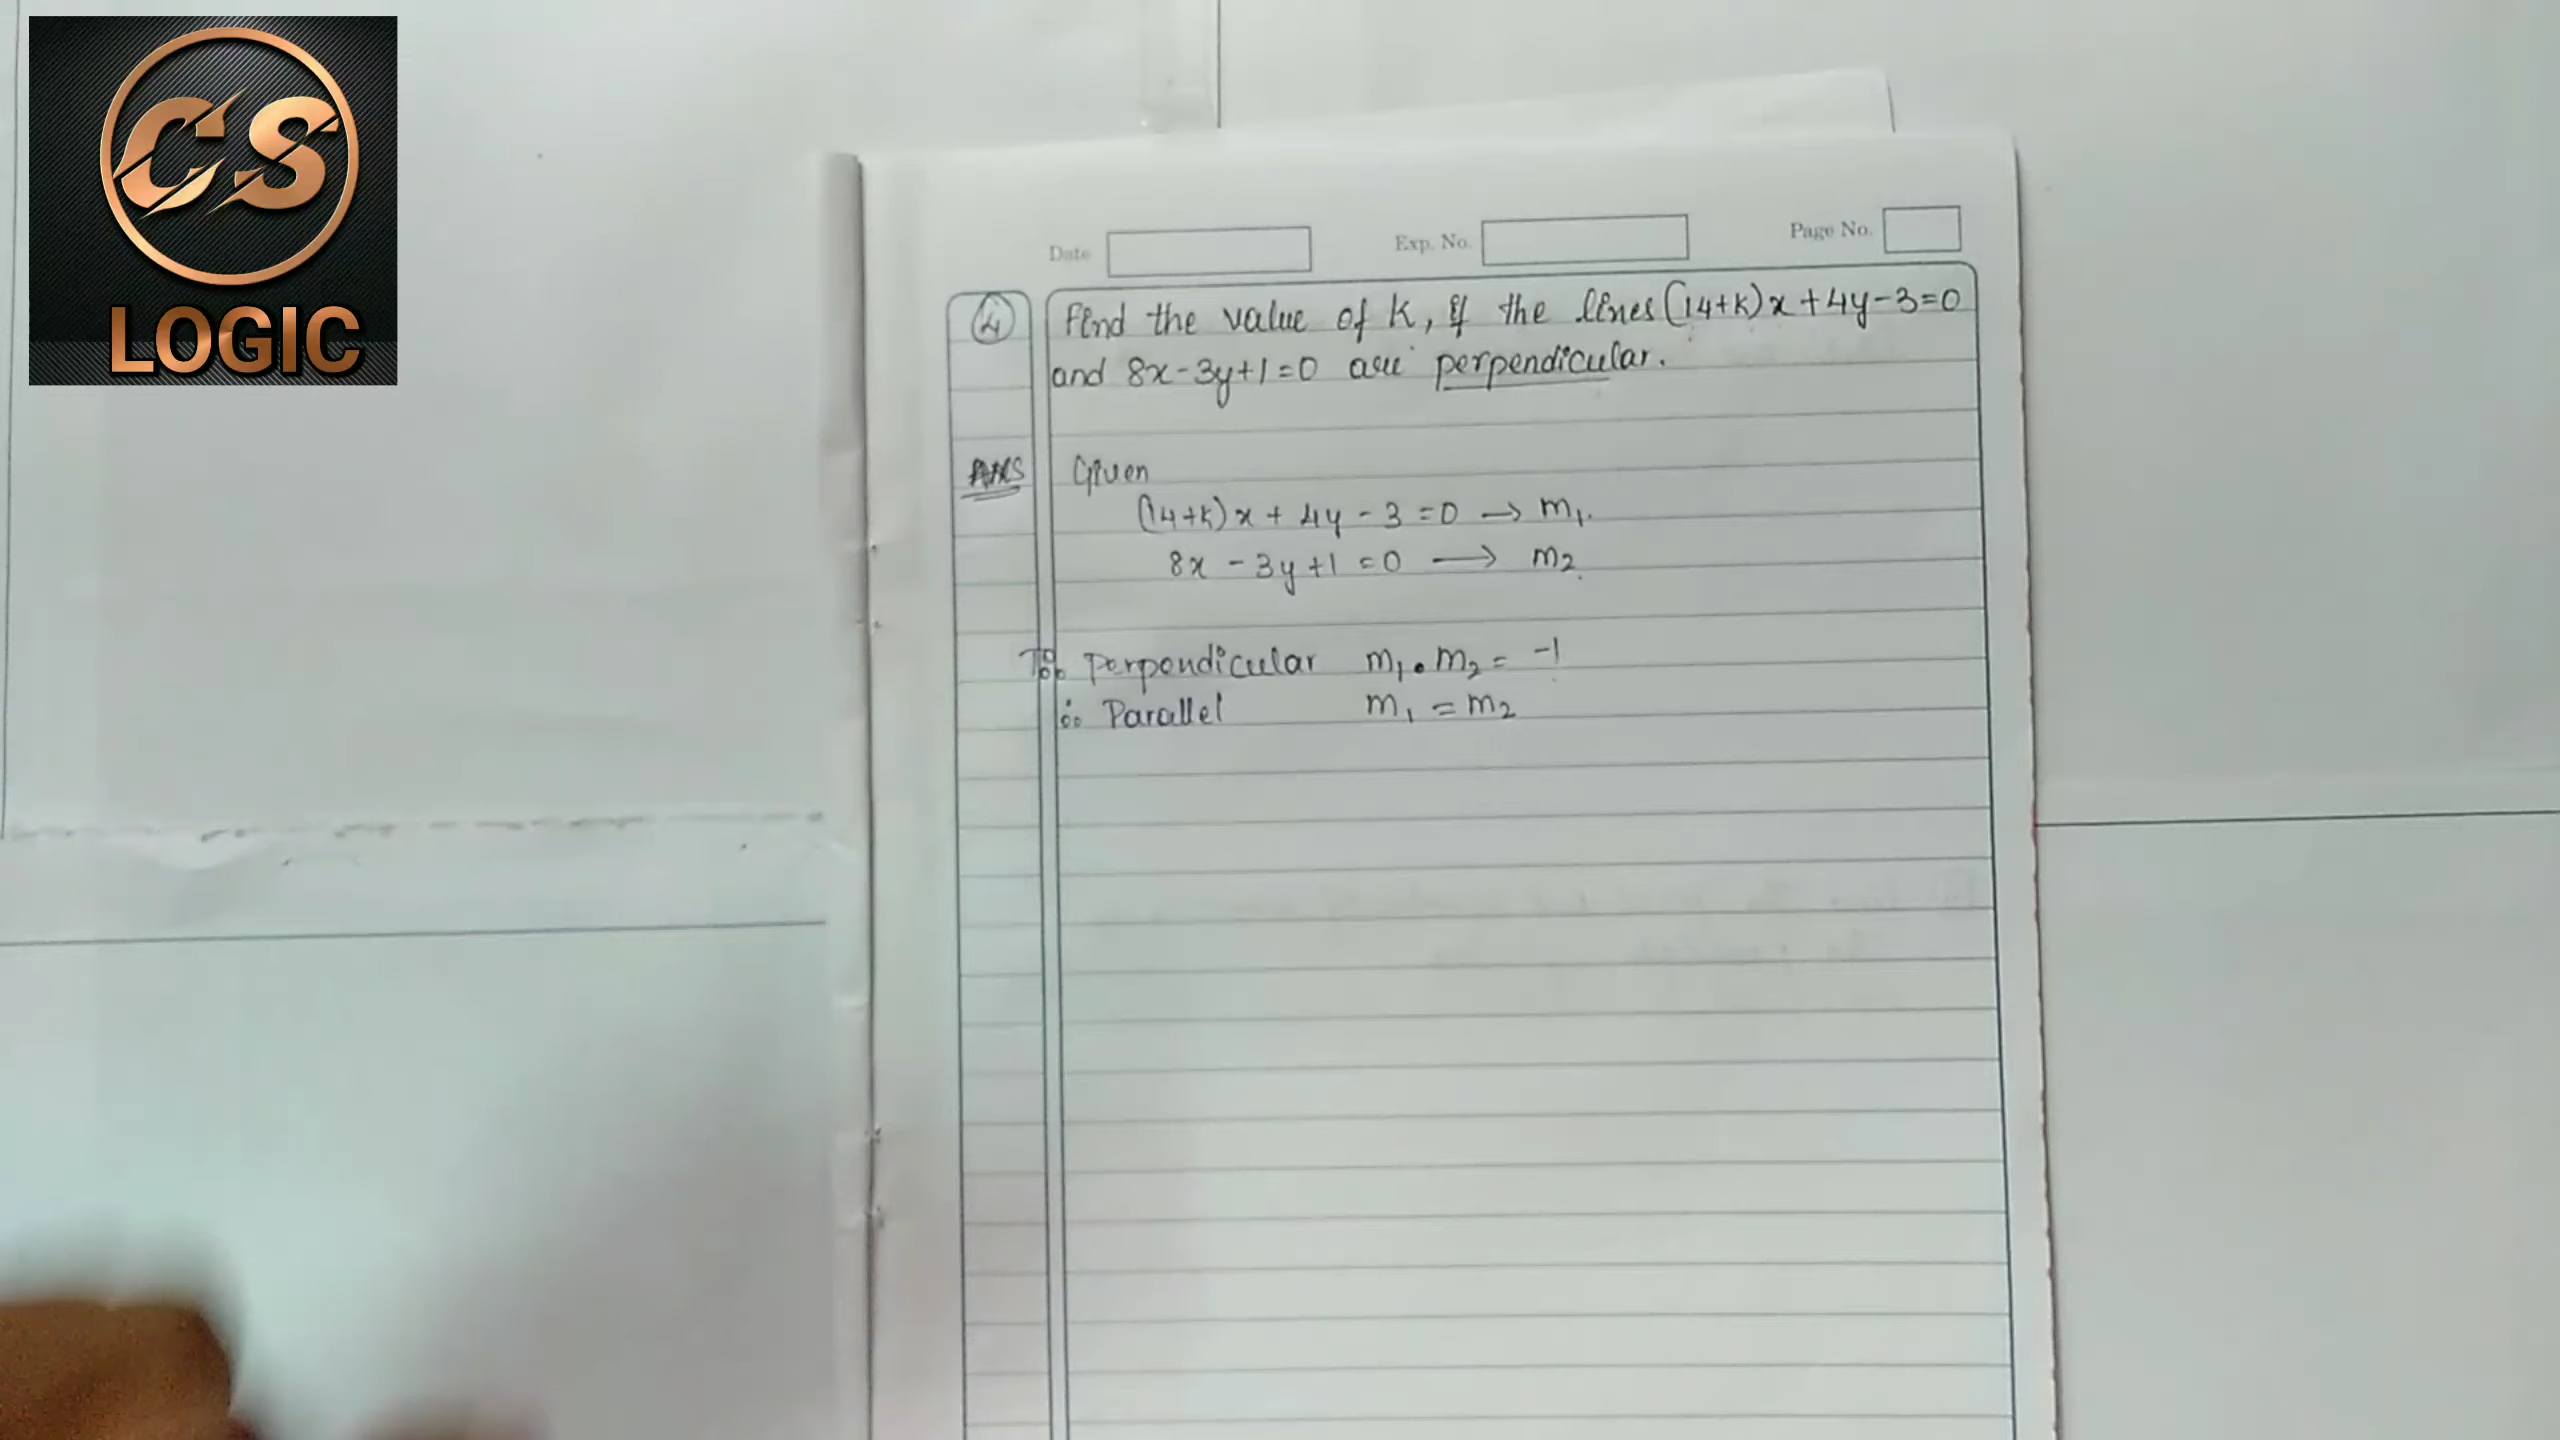 CS
LOGIC
Date
Exp. No.
Page No.
4 Find the value of K, if the lines (14+k)x+4y-3=0
and 8x-3y+1=0 are perpendicular.
Ans Given
(14+k)x + 4y - 3 = 0 → m₁.
8x - 3y + 1 = 0 → m₂.
Perpendicular m₁ • m₂ = -1
∴ Parallel m₁ = m₂